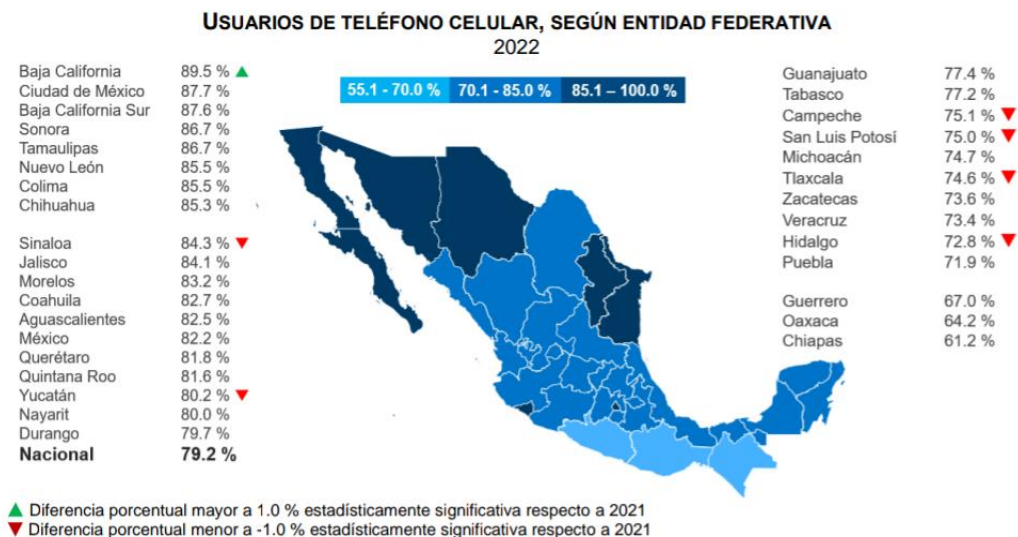 USUARIOS DE TELÉFONO CELULAR, SEGÚN ENTIDAD FEDERATIVA
2022
55.1 - 70.0 % 70.1 - 85.0 % 85.1 – 100.0 %
Baja California 89.5 % ▲
Ciudad de México 87.7 %
Baja California Sur 87.6 %
Sonora 86.7 %
Tamaulipas 86.7 %
Nuevo León 85.5 %
Colima 85.5 %
Chihuahua 85.3 %
Sinaloa 84.3 % ▼
Jalisco 84.1 %
Morelos 83.2 %
Coahuila 82.7 %
Aguascalientes 82.5 %
México 82.2 %
Querétaro 81.8 %
Quintana Roo 81.6 %
Yucatán 80.2 % ▼
Nayarit 80.0 %
Durango 79.7 %
Nacional 79.2 %
Guanajuato 77.4 %
Tabasco 77.2 %
Campeche 75.1 % ▼
San Luis Potosí 75.0 % ▼
Michoacán 74.7 %
Tlaxcala 74.6 % ▼
Zacatecas 73.6 %
Veracruz 73.4 %
Hidalgo 72.8 % ▼
Puebla 71.9 %
Guerrero 67.0 %
Oaxaca 64.2 %
Chiapas 61.2 %
▲ Diferencia porcentual mayor a 1.0 % estadísticamente significativa respecto a 2021
▼ Diferencia porcentual menor a -1.0 % estadísticamente significativa respecto a 2021